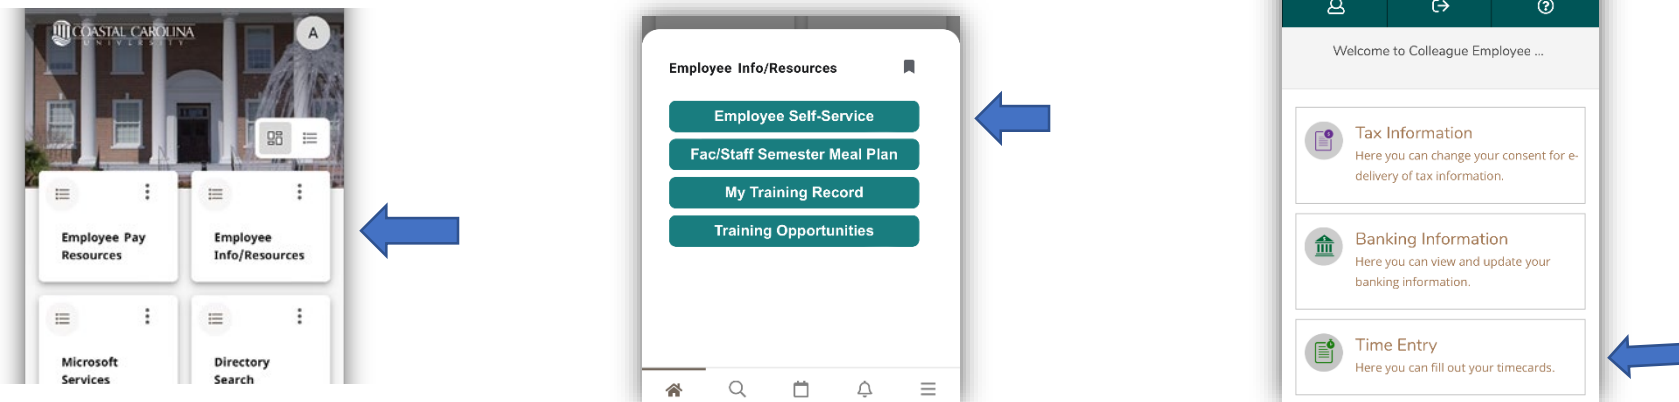 COASTAL CAROLINA
UNIVERSITY
A
Employee Pay
Resources
Employee
Info/Resources
Microsoft
Services
Directory
Search
Employee Info/Resources
Employee Self-Service
Fac/Staff Semester Meal Plan
My Training Record
Training Opportunities
Welcome to Colleague Employee ...
Tax Information
Here you can change your consent for e-
delivery of tax information.
Banking Information
Here you can view and update your
banking information.
Time Entry
Here you can fill out your timecards.